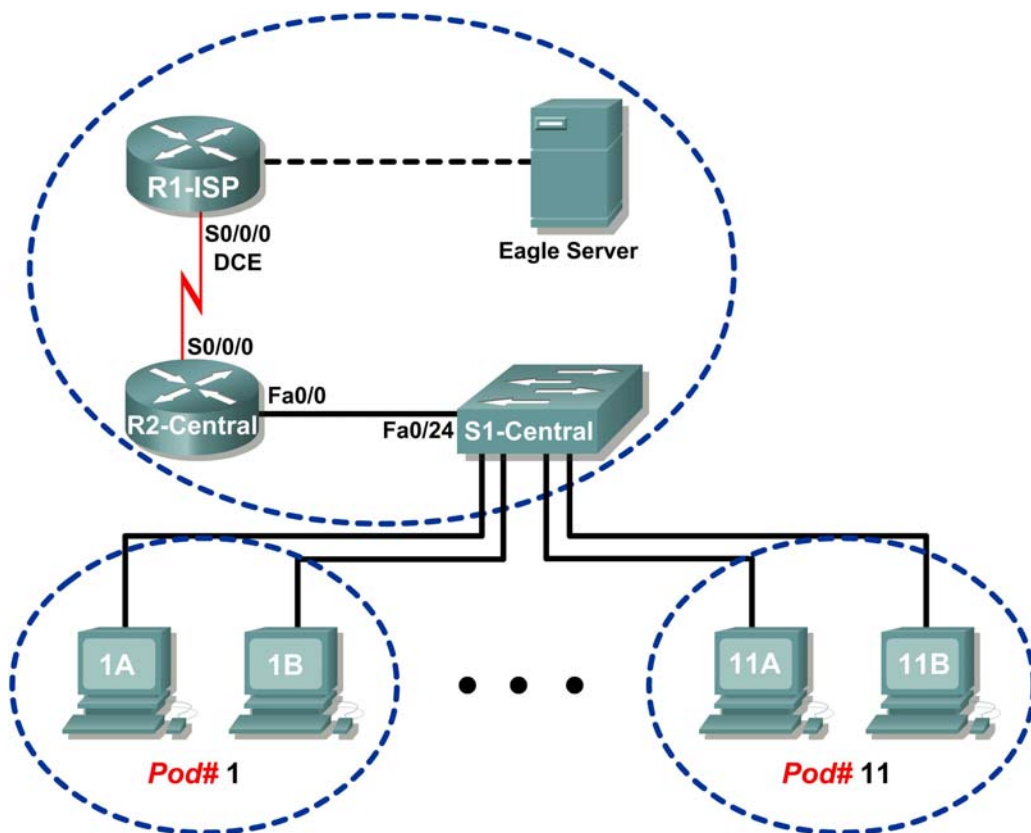 R1-ISP
S0/0/0
DCE
Eagle Server
S0/0/0
R2-Central
Fa0/0
Fa0/24
S1-Central
1A
1B
11A
11B
Pod# 1
Pod# 11